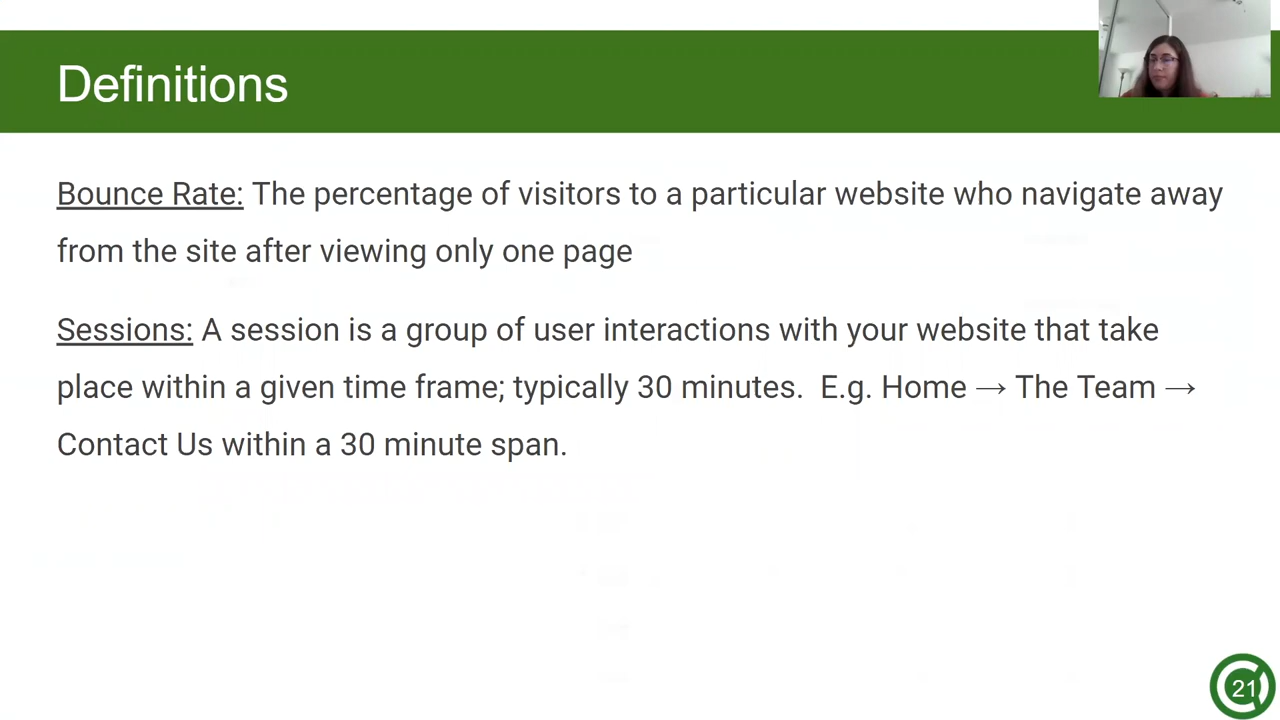 Definitions
Bounce Rate: The percentage of visitors to a particular website who navigate away
from the site after viewing only one page
Sessions: A session is a group of user interactions with your website that take
place within a given time frame; typically 30 minutes.  E.g. Home → The Team →
Contact Us within a 30 minute span.
21